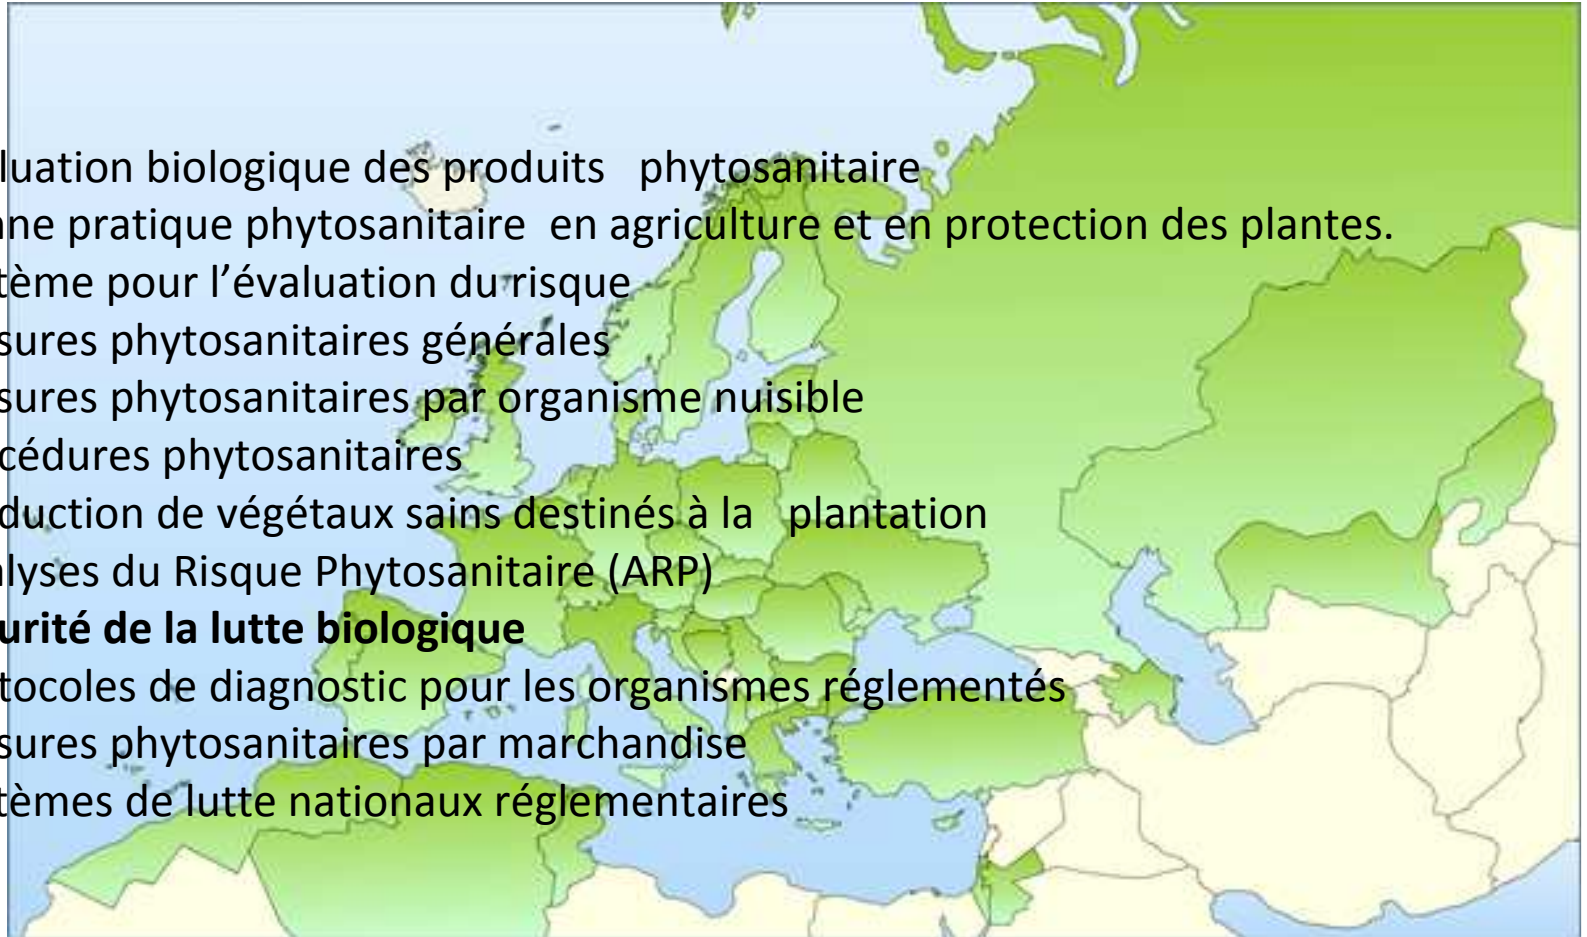 luation biologique des produits phytosanitaire
nne pratique phytosanitaire en agriculture et en protection des plantes.
tème pour l’évaluation du risque
sures phytosanitaires générales
sures phytosanitaires par organisme nuisible
cédures phytosanitaires
duction de végétaux sains destinés à la plantation
lyses du Risque Phytosanitaire (ARP)
urité de la lutte biologique
tocoles de diagnostic pour les organismes réglementés
sures phytosanitaires par marchandise
tèmes de lutte nationaux réglementaires